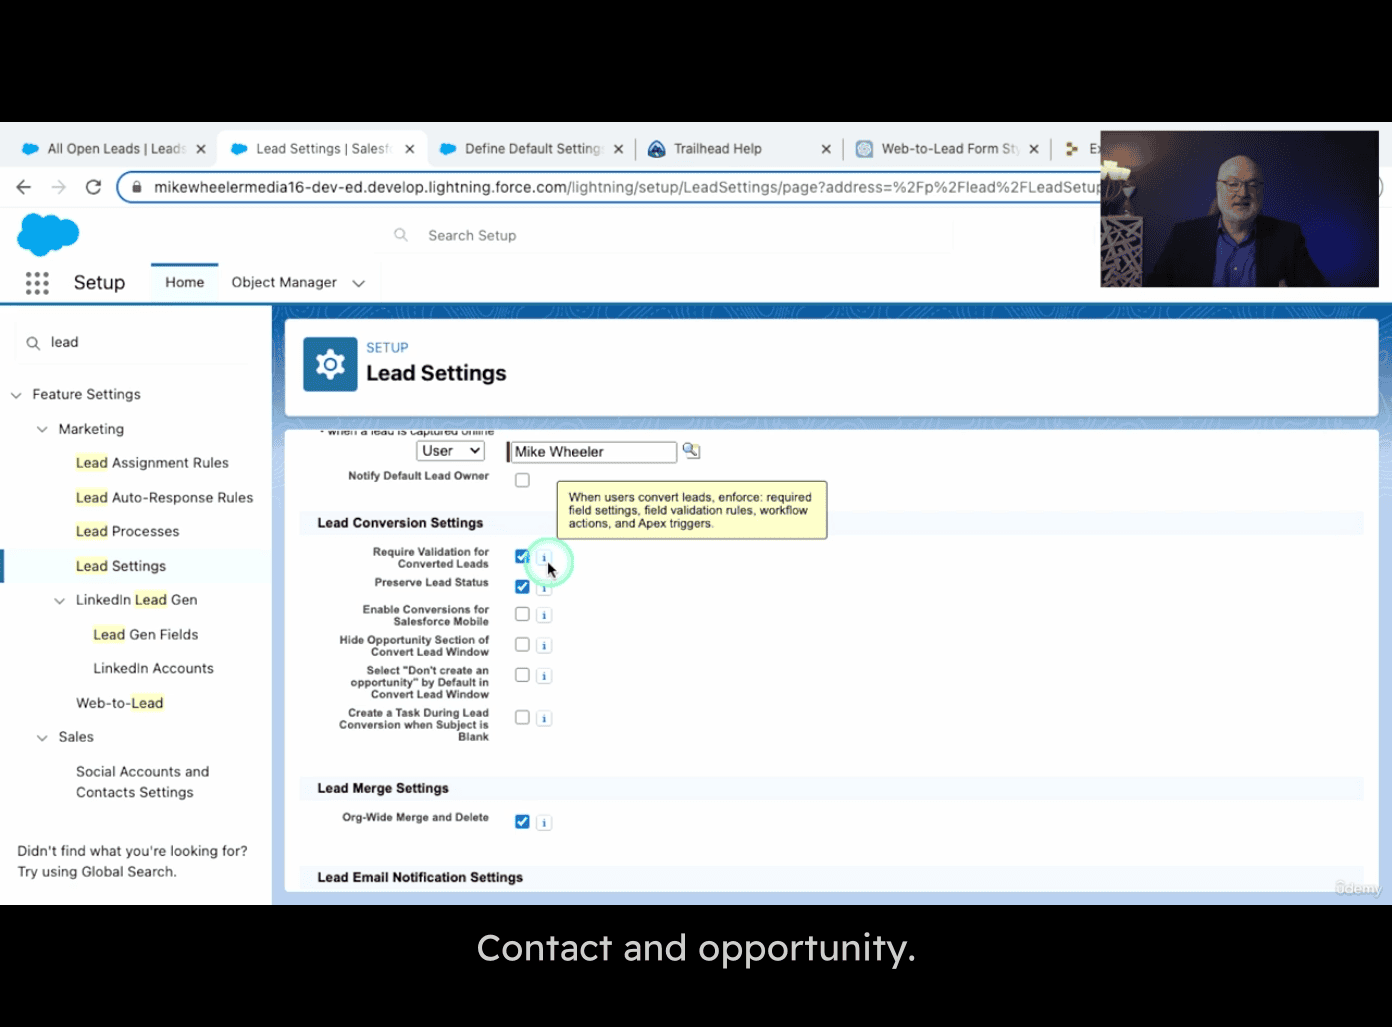 All Open Leads | Leads
Lead Settings | Salesf
Define Default Setting
Trailhead Help
Web-to-Lead Form St
Ex
mikewheelermedia16-dev-ed.develop.lightning.force.com/lightning/setup/LeadSettings/page?address=%2Fp%2Flead%2FLeadSetup
Search Setup
Setup
Home
Object Manager
lead
Feature Settings
Marketing
Lead Assignment Rules
Lead Auto-Response Rules
Lead Processes
Lead Settings
LinkedIn Lead Gen
Lead Gen Fields
LinkedIn Accounts
Web-to-Lead
Sales
Social Accounts and
Contacts Settings
Didn't find what you're looking for?
Try using Global Search.
SETUP
Lead Settings
- when a lead is captured online
User
Mike Wheeler
Notify Default Lead Owner
When users convert leads, enforce: required
field settings, field validation rules, workflow
actions, and Apex triggers.
Lead Conversion Settings
Require Validation for
Converted Leads
Preserve Lead Status
Enable Conversions for
Salesforce Mobile
Hide Opportunity Section of
Convert Lead Window
Select "Don't create an
opportunity" by Default in
Convert Lead Window
Create a Task During Lead
Conversion when Subject is
Blank
Lead Merge Settings
Org-Wide Merge and Delete
Lead Email Notification Settings
ûdemy
Contact and opportunity.